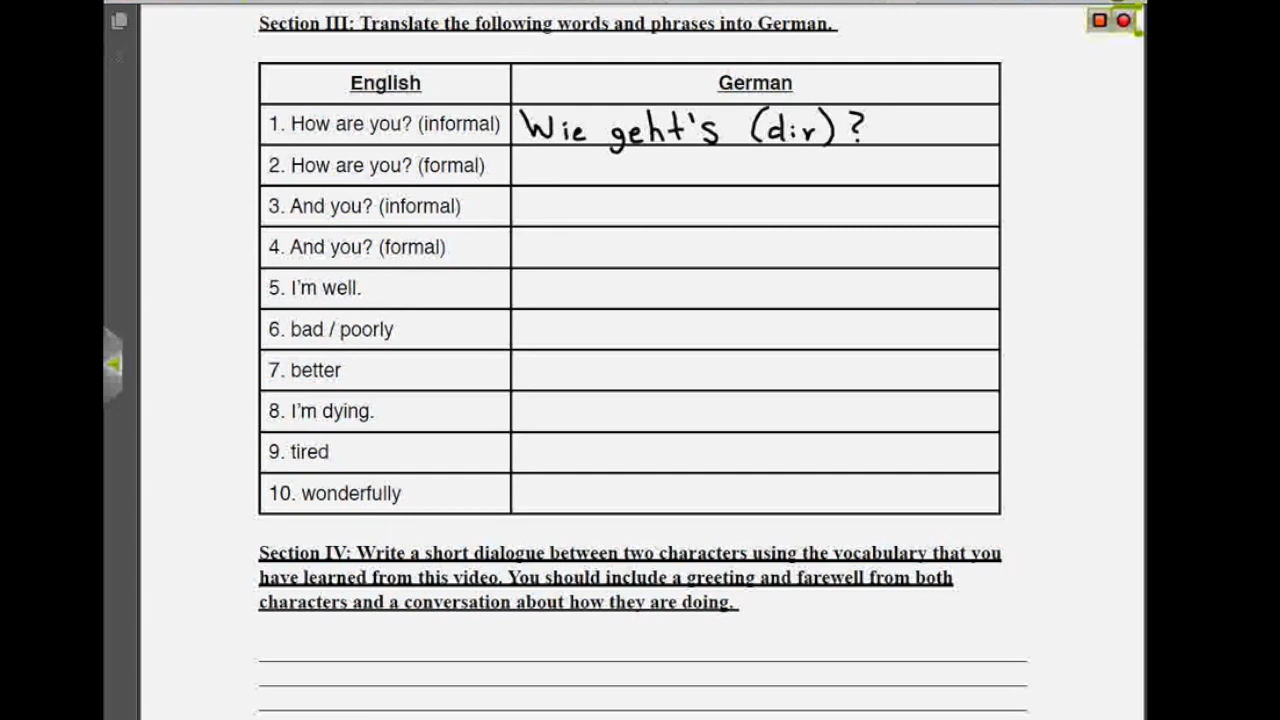 Section III: Translate the following words and phrases into German.
English German
1. How are you? (informal) Wie geht's (dir)?
2. How are you? (formal)
3. And you? (informal)
4. And you? (formal)
5. I'm well.
6. bad / poorly
7. better
8. I'm dying.
9. tired
10. wonderfully
Section IV: Write a short dialogue between two characters using the vocabulary that you
have learned from this video. You should include a greeting and farewell from both
characters and a conversation about how they are doing.